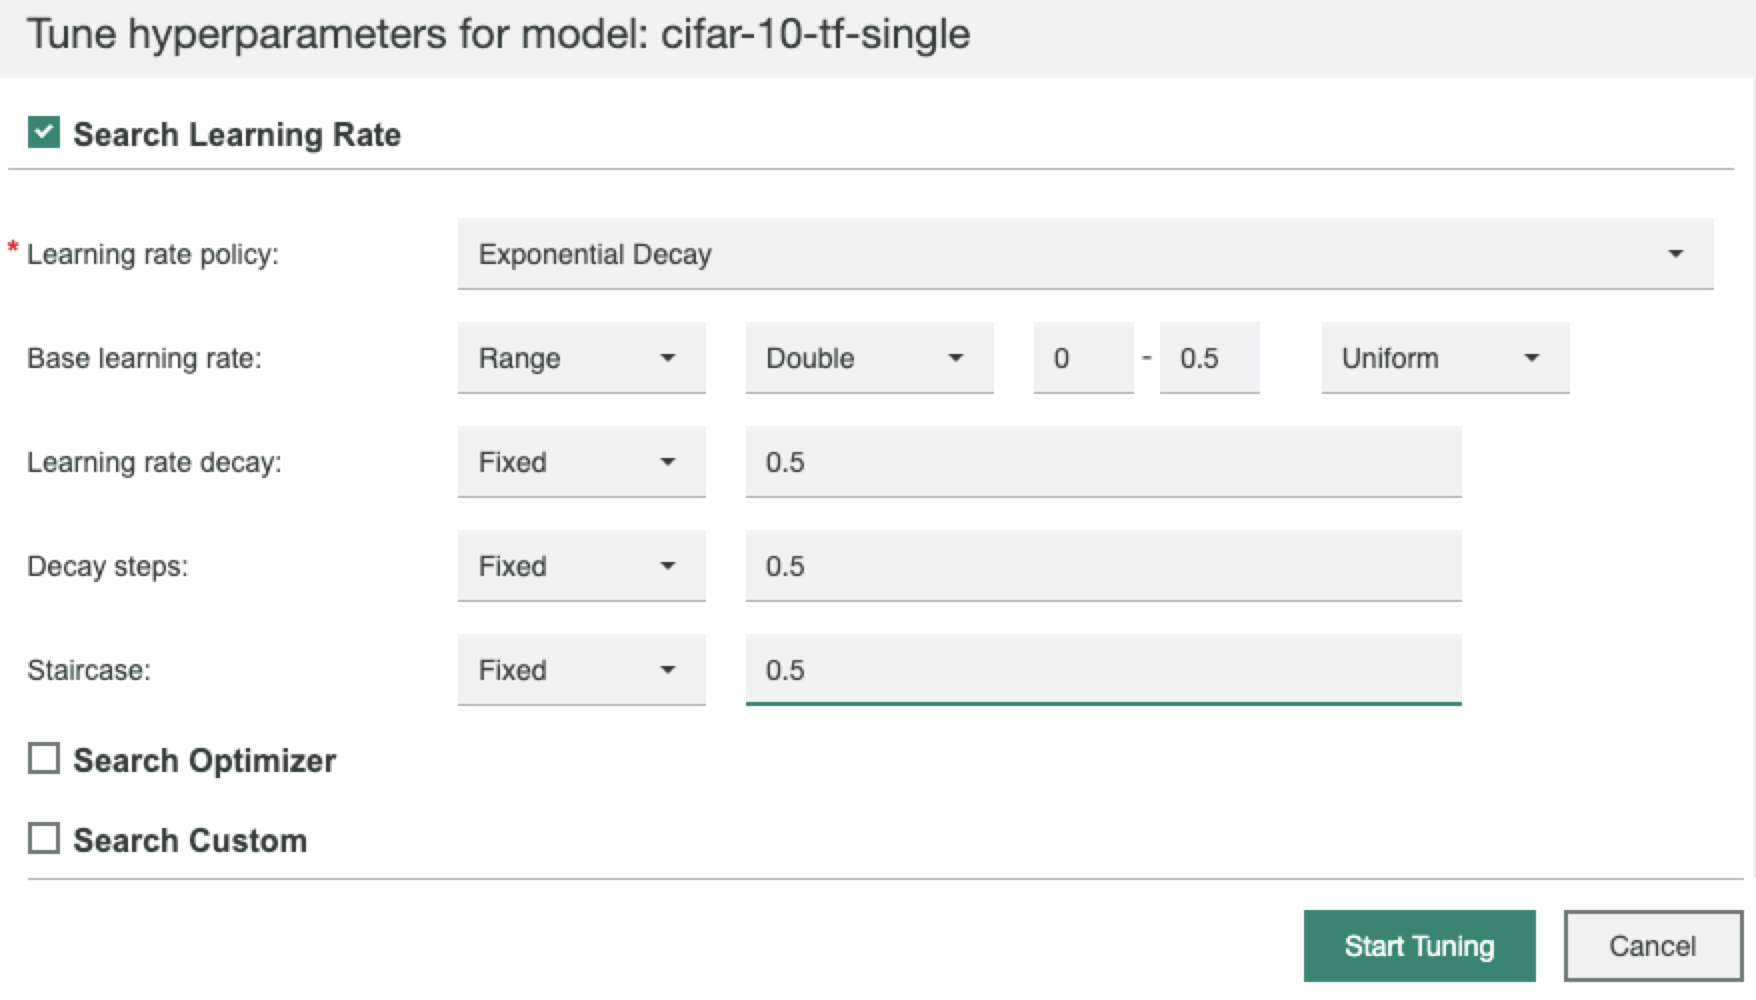 Tune hyperparameters for model: cifar-10-tf-single
Search Learning Rate
* Learning rate policy: Exponential Decay
Base learning rate: Range Double 0 - 0.5 Uniform
Learning rate decay: Fixed 0.5
Decay steps: Fixed 0.5
Staircase: Fixed 0.5
Search Optimizer
Search Custom
Start Tuning Cancel